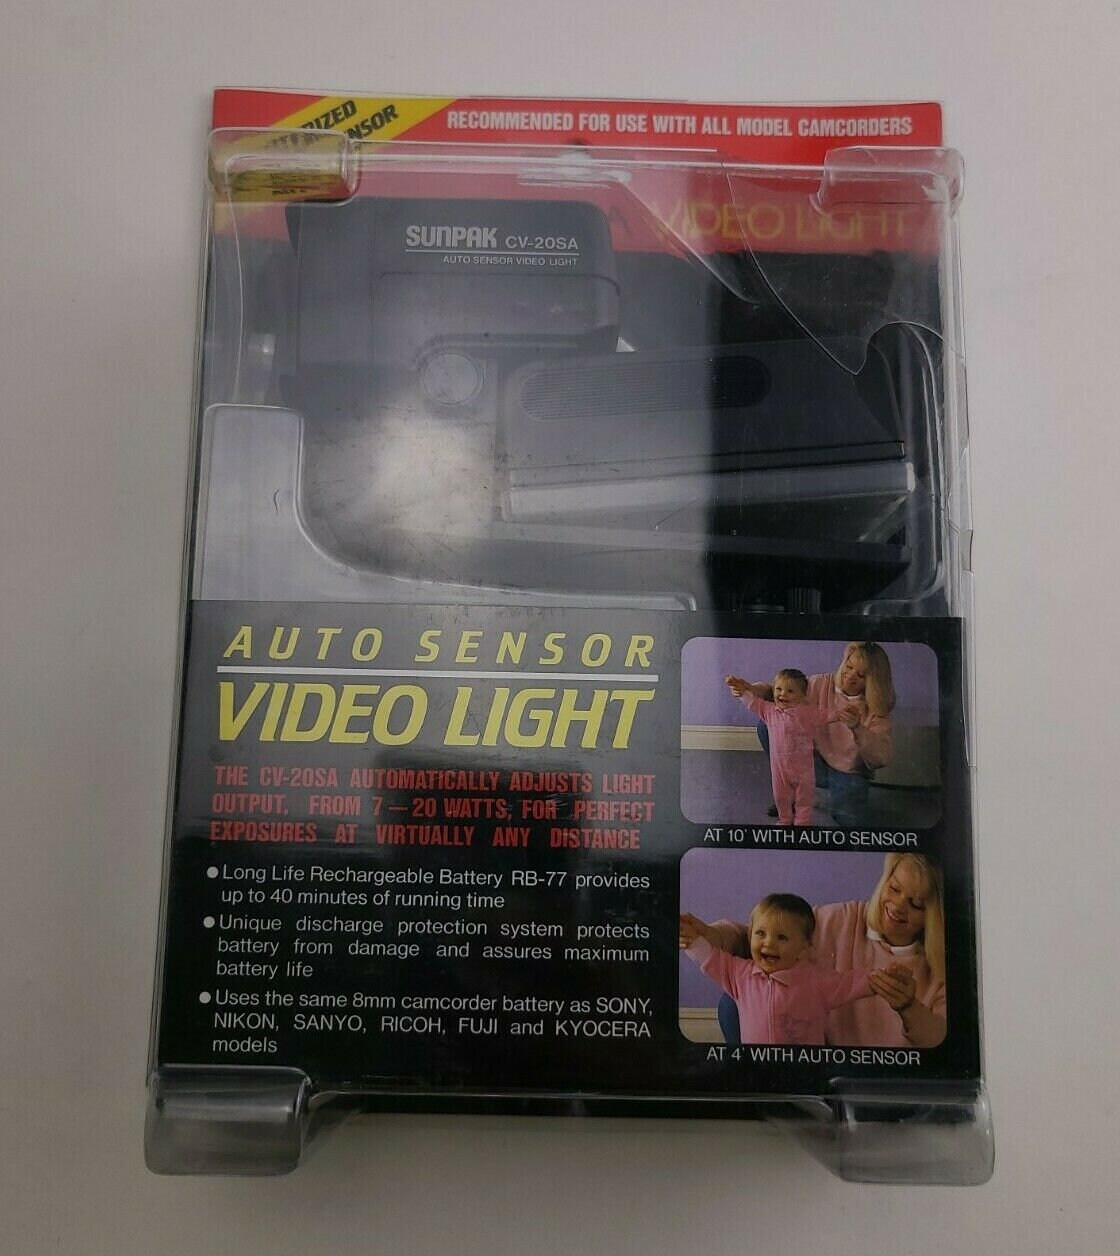 RECOMMENDED FOR USE WITH ALL MODEL CAMCORDERS
VIDEO LIGHT
SUNPAK CV-20SA
AUTO SENSOR VIDEO LIGHT
AUTO SENSOR
VIDEO LIGHT
THE CV-20SA AUTOMATICALLY ADJUSTS LIGHT
OUTPUT, FROM 7 — 20 WATTS, FOR PERFECT
EXPOSURES AT VIRTUALLY ANY DISTANCE
● Long Life Rechargeable Battery RB-77 provides
up to 40 minutes of running time
● Unique discharge protection system protects
battery from damage and assures maximum
battery life
● Uses the same 8mm camcorder battery as SONY,
NIKON, SANYO, RICOH, FUJI and KYOCERA
models
AT 10' WITH AUTO SENSOR
AT 4' WITH AUTO SENSOR